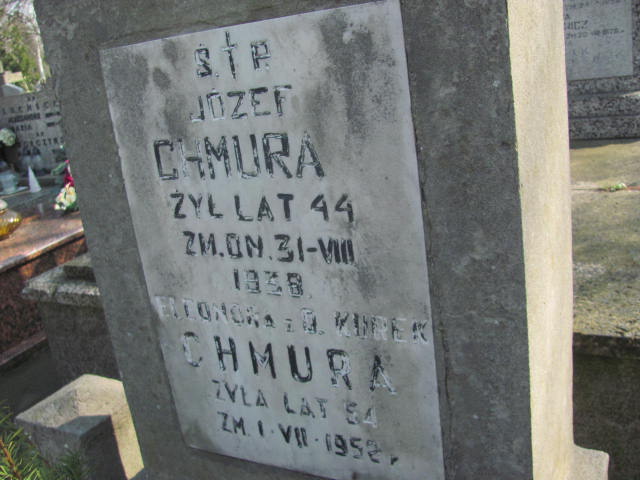 Ś. † P.
JÓZEF
CHMURA
ŻYŁ LAT 44
ZM. DN. 31-VIII
1938.
ELEONORA z D. KUREK
CHMURA
ŻYŁA LAT 54
ZM. 1-VII-1952 r